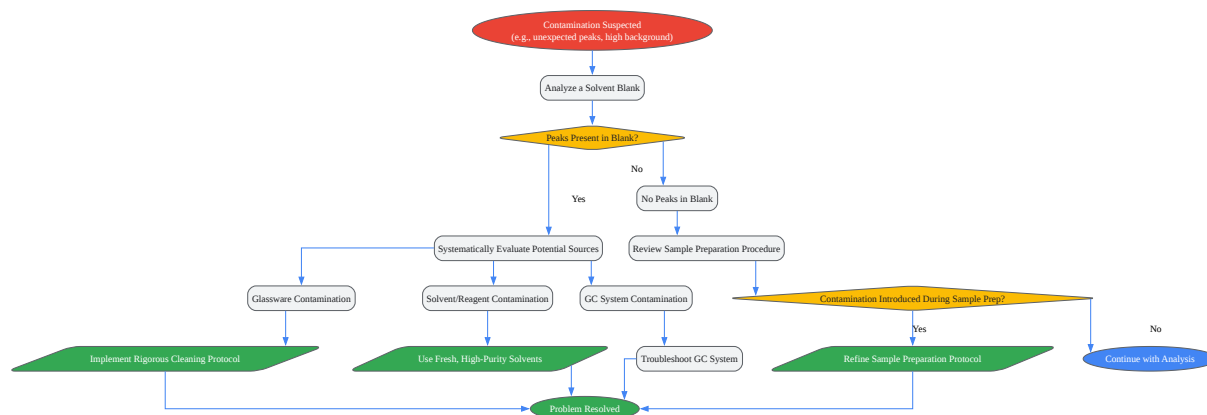 Contamination Suspected
(e.g., unexpected peaks, high background)
Analyze a Solvent Blank
Peaks Present in Blank?
No
Yes
No Peaks in Blank
Systematically Evaluate Potential Sources
Review Sample Preparation Procedure
Glassware Contamination
Solvent/Reagent Contamination
GC System Contamination
Contamination Introduced During Sample Prep?
Yes
No
Implement Rigorous Cleaning Protocol
Use Fresh, High-Purity Solvents
Troubleshoot GC System
Refine Sample Preparation Protocol
Continue with Analysis
Problem Resolved